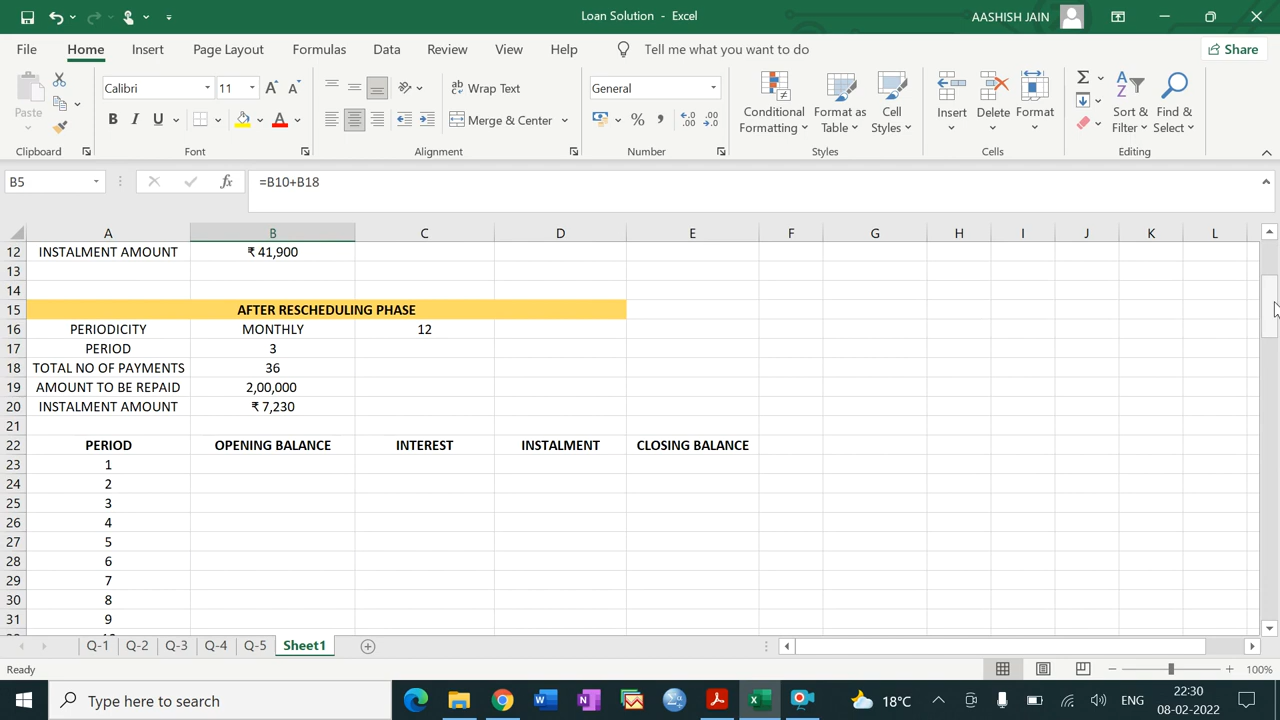 Loan Solution - Excel
AASHISH JAIN
File Home Insert Page Layout Formulas Data Review View Help Tell me what you want to do Share
Paste
Calibri 11
Wrap Text
General
Merge & Center
Conditional Formatting
Format as Table
Cell Styles
Insert Delete Format
Sort & Filter
Find & Select
Clipboard Font Alignment Number Styles Cells Editing
B5 fx =B10+B18
A B C D E F G H I J K L
12 INSTALMENT AMOUNT ₹ 41,900
13
14
15 AFTER RESCHEDULING PHASE
16 PERIODICITY MONTHLY 12
17 PERIOD 3
18 TOTAL NO OF PAYMENTS 36
19 AMOUNT TO BE REPAID 2,00,000
20 INSTALMENT AMOUNT ₹ 7,230
21
22 PERIOD OPENING BALANCE INTEREST INSTALMENT CLOSING BALANCE
23 1
24 2
25 3
26 4
27 5
28 6
29 7
30 8
31 9
Q-1 Q-2 Q-3 Q-4 Q-5 Sheet1
Ready 100%
Type here to search 18°C ENG 22:30
08-02-2022